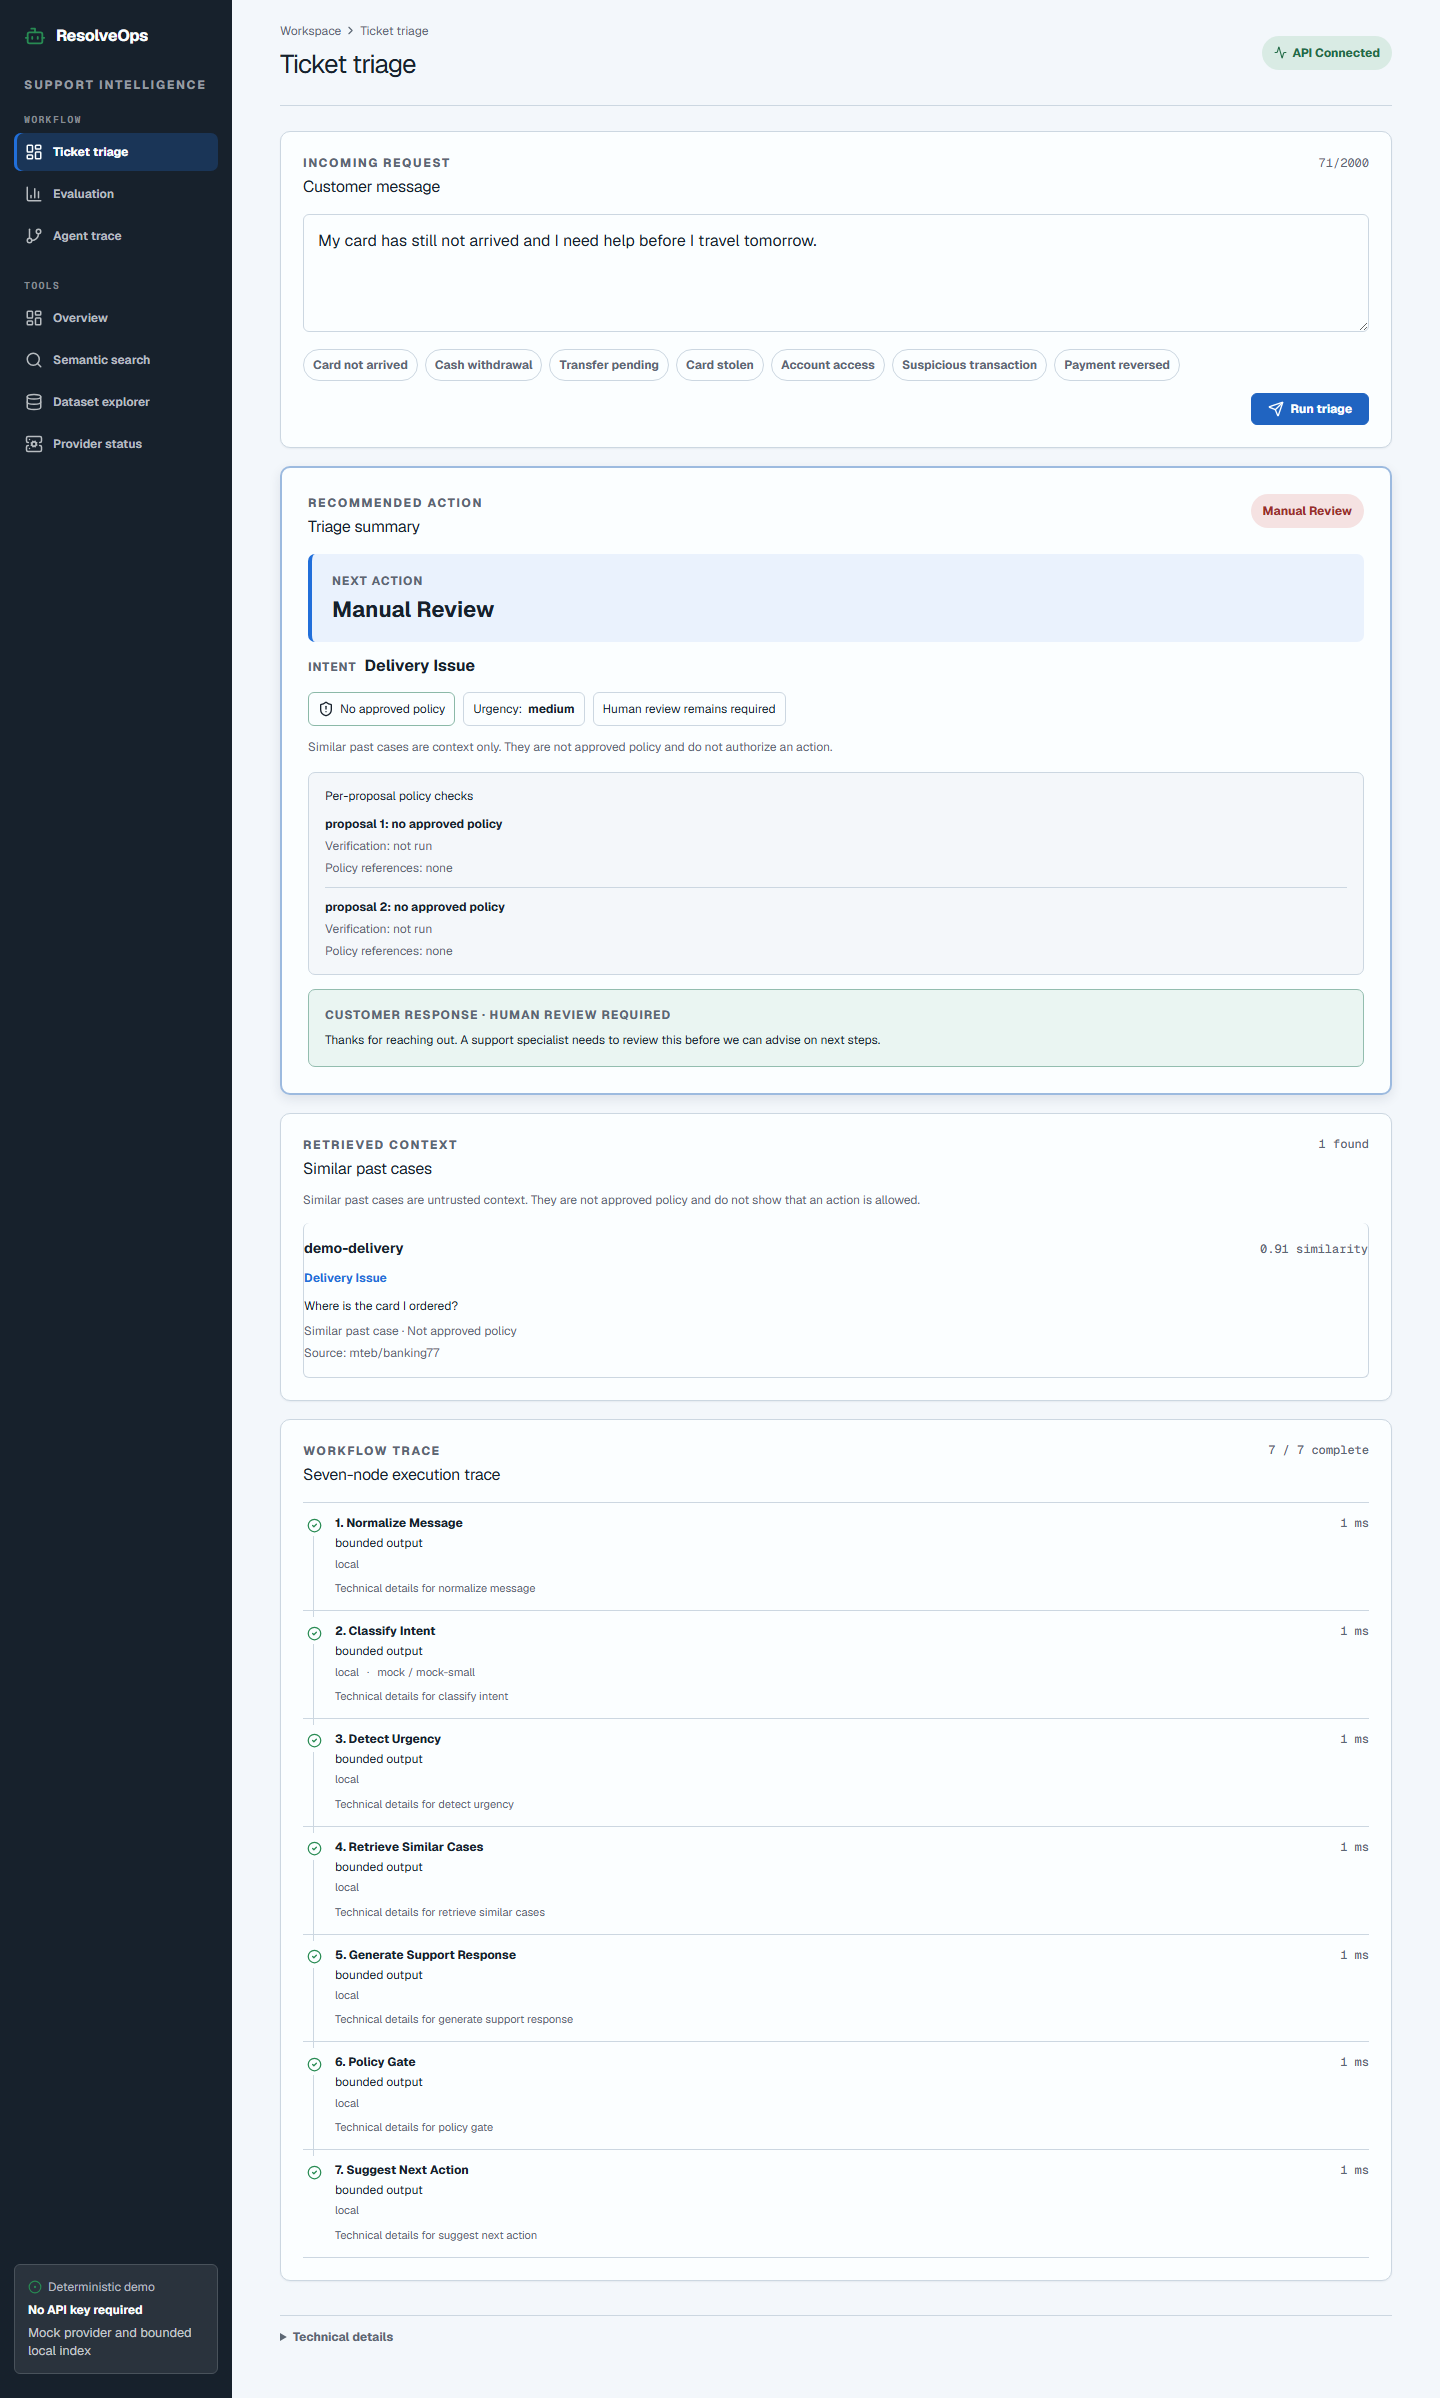 ResolveOps
SUPPORT INTELLIGENCE
WORKFLOW
Ticket triage
Evaluation
Agent trace
TOOLS
Overview
Semantic search
Dataset explorer
Provider status
Deterministic demo
No API key required
Mock provider and bounded
local index
Workspace > Ticket triage
Ticket triage
API Connected
INCOMING REQUEST
71/2000
Customer message
My card has still not arrived and I need help before I travel tomorrow.
Card not arrived
Cash withdrawal
Transfer pending
Card stolen
Account access
Suspicious transaction
Payment reversed
Run triage
RECOMMENDED ACTION
Triage summary
Manual Review
NEXT ACTION
Manual Review
INTENT Delivery Issue
No approved policy
Urgency: medium
Human review remains required
Similar past cases are context only. They are not approved policy and do not authorize an action.
Per-proposal policy checks
proposal 1: no approved policy
Verification: not run
Policy references: none
proposal 2: no approved policy
Verification: not run
Policy references: none
CUSTOMER RESPONSE · HUMAN REVIEW REQUIRED
Thanks for reaching out. A support specialist needs to review this before we can advise on next steps.
RETRIEVED CONTEXT
1 found
Similar past cases
Similar past cases are untrusted context. They are not approved policy and do not show that an action is allowed.
demo-delivery
0.91 similarity
Delivery Issue
Where is the card I ordered?
Similar past case · Not approved policy
Source: mteb/banking77
WORKFLOW TRACE
7 / 7 complete
Seven-node execution trace
1. Normalize Message
1 ms
bounded output
local
Technical details for normalize message
2. Classify Intent
1 ms
bounded output
local · mock / mock-small
Technical details for classify intent
3. Detect Urgency
1 ms
bounded output
local
Technical details for detect urgency
4. Retrieve Similar Cases
1 ms
bounded output
local
Technical details for retrieve similar cases
5. Generate Support Response
1 ms
bounded output
local
Technical details for generate support response
6. Policy Gate
1 ms
bounded output
local
Technical details for policy gate
7. Suggest Next Action
1 ms
bounded output
local
Technical details for suggest next action
Technical details